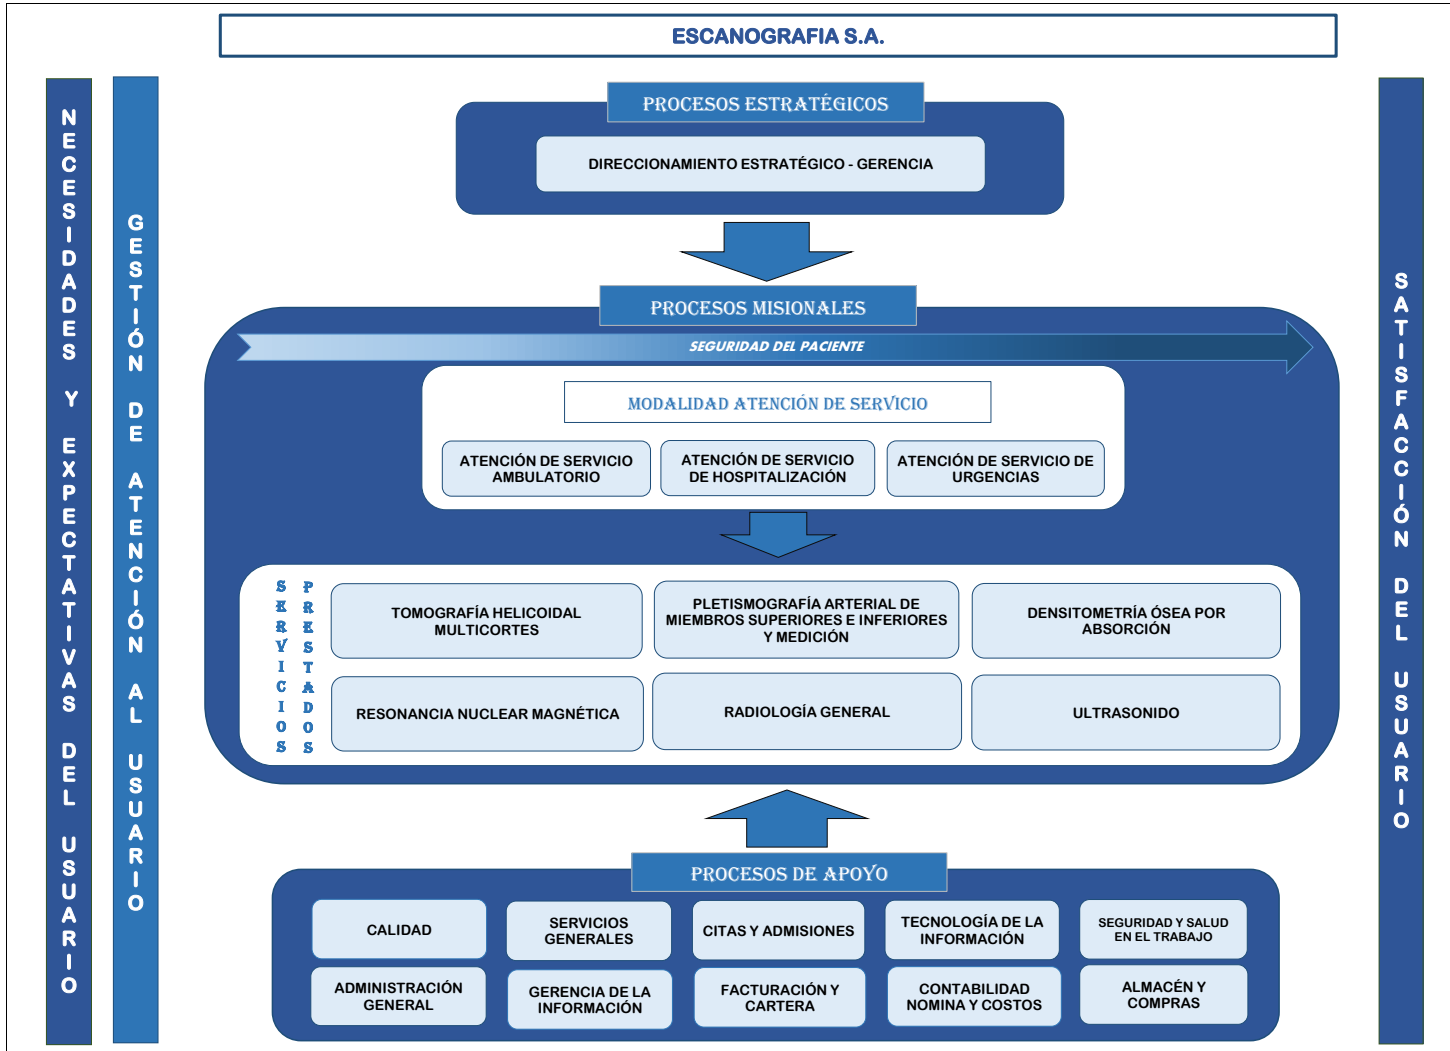 ESCANOGRAFIA S.A.
NECESIDADES Y EXPECTATIVAS DEL USUARIO
GESTIÓN DE ATENCIÓN AL USUARIO
PROCESOS ESTRATÉGICOS
DIRECCIONAMIENTO ESTRATÉGICO - GERENCIA
PROCESOS MISIONALES
SEGURIDAD DEL PACIENTE
MODALIDAD ATENCIÓN DE SERVICIO
ATENCIÓN DE SERVICIO
AMBULATORIO
ATENCIÓN DE SERVICIO
DE HOSPITALIZACIÓN
ATENCIÓN DE SERVICIO DE
URGENCIAS
SERVICIOS
PRESTADOS
TOMOGRAFÍA HELICOIDAL
MULTICORTES
PLETISMOGRAFÍA ARTERIAL DE
MIEMBROS SUPERIORES E INFERIORES
Y MEDICIÓN
DENSITOMETRÍA ÓSEA POR
ABSORCIÓN
RESONANCIA NUCLEAR MAGNÉTICA
RADIOLOGÍA GENERAL
ULTRASONIDO
PROCESOS DE APOYO
CALIDAD
SERVICIOS
GENERALES
CITAS Y ADMISIONES
TECNOLOGÍA DE LA
INFORMACIÓN
SEGURIDAD Y SALUD
EN EL TRABAJO
ADMINISTRACIÓN
GENERAL
GERENCIA DE LA
INFORMACIÓN
FACTURACIÓN Y
CARTERA
CONTABILIDAD
NOMINA Y COSTOS
ALMACÉN Y
COMPRAS
SATISFACCIÓN DEL USUARIO